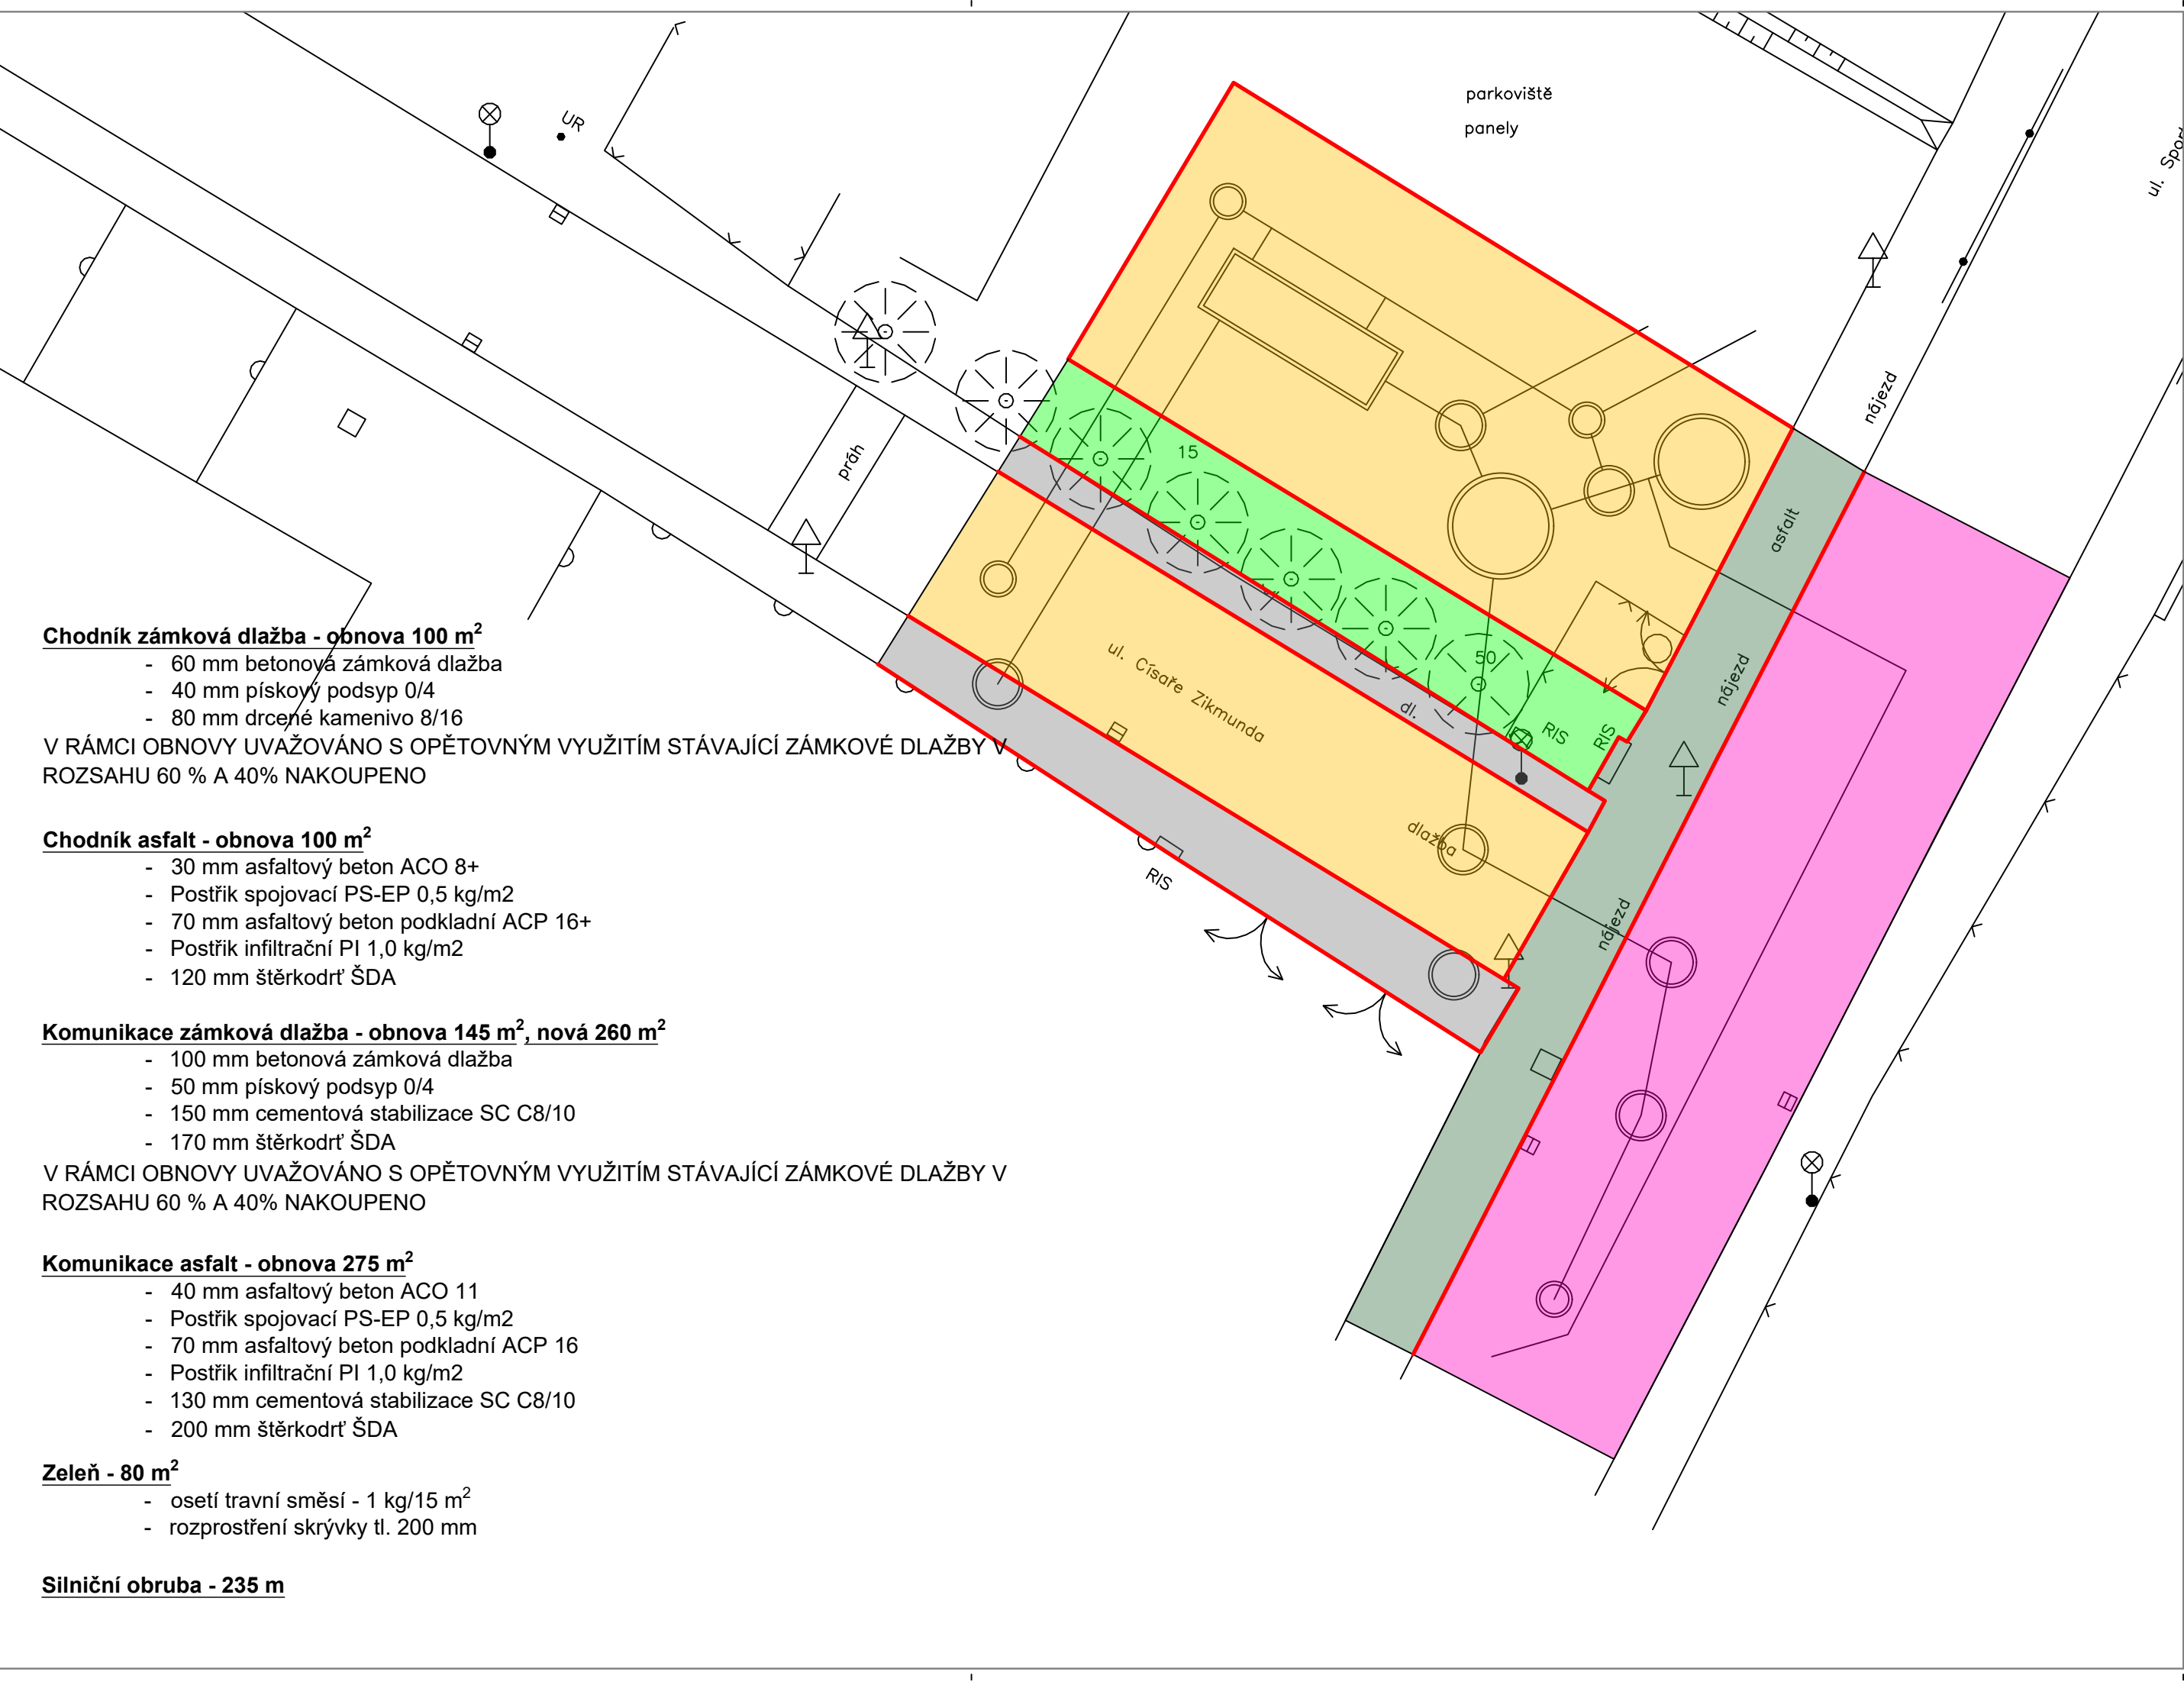 parkoviště
panely
UR
ul.
nájezd
práh
15
asfalt
50
nájezd
ul. Císaře Zikmunda
dl.
RIS
RIS
dlažba
RIS
nájezd
Chodník zámková dlažba - obnova 100 m²
- 60 mm betonová zámková dlažba
- 40 mm pískový podsyp 0/4
- 80 mm drcené kamenivo 8/16
V RÁMCI OBNOVY UVAŽOVÁNO S OPĚTOVNÝM VYUŽITÍM STÁVAJÍCÍ ZÁMKOVÉ DLAŽBY V
ROZSAHU 60 % A 40% NAKOUPENO
Chodník asfalt - obnova 100 m²
- 30 mm asfaltový beton ACO 8+
- Postřik spojovací PS-EP 0,5 kg/m2
- 70 mm asfaltový beton podkladní ACP 16+
- Postřik infiltrační PI 1,0 kg/m2
- 120 mm štěrkodrť ŠDA
Komunikace zámková dlažba - obnova 145 m², nová 260 m²
- 100 mm betonová zámková dlažba
- 50 mm pískový podsyp 0/4
- 150 mm cementová stabilizace SC C8/10
- 170 mm štěrkodrť ŠDA
V RÁMCI OBNOVY UVAŽOVÁNO S OPĚTOVNÝM VYUŽITÍM STÁVAJÍCÍ ZÁMKOVÉ DLAŽBY V
ROZSAHU 60 % A 40% NAKOUPENO
Komunikace asfalt - obnova 275 m²
- 40 mm asfaltový beton ACO 11
- Postřik spojovací PS-EP 0,5 kg/m2
- 70 mm asfaltový beton podkladní ACP 16
- Postřik infiltrační PI 1,0 kg/m2
- 130 mm cementová stabilizace SC C8/10
- 200 mm štěrkodrť ŠDA
Zeleň - 80 m²
- osetí travní směsí - 1 kg/15 m²
- rozprostření skrývky tl. 200 mm
Silniční obruba - 235 m